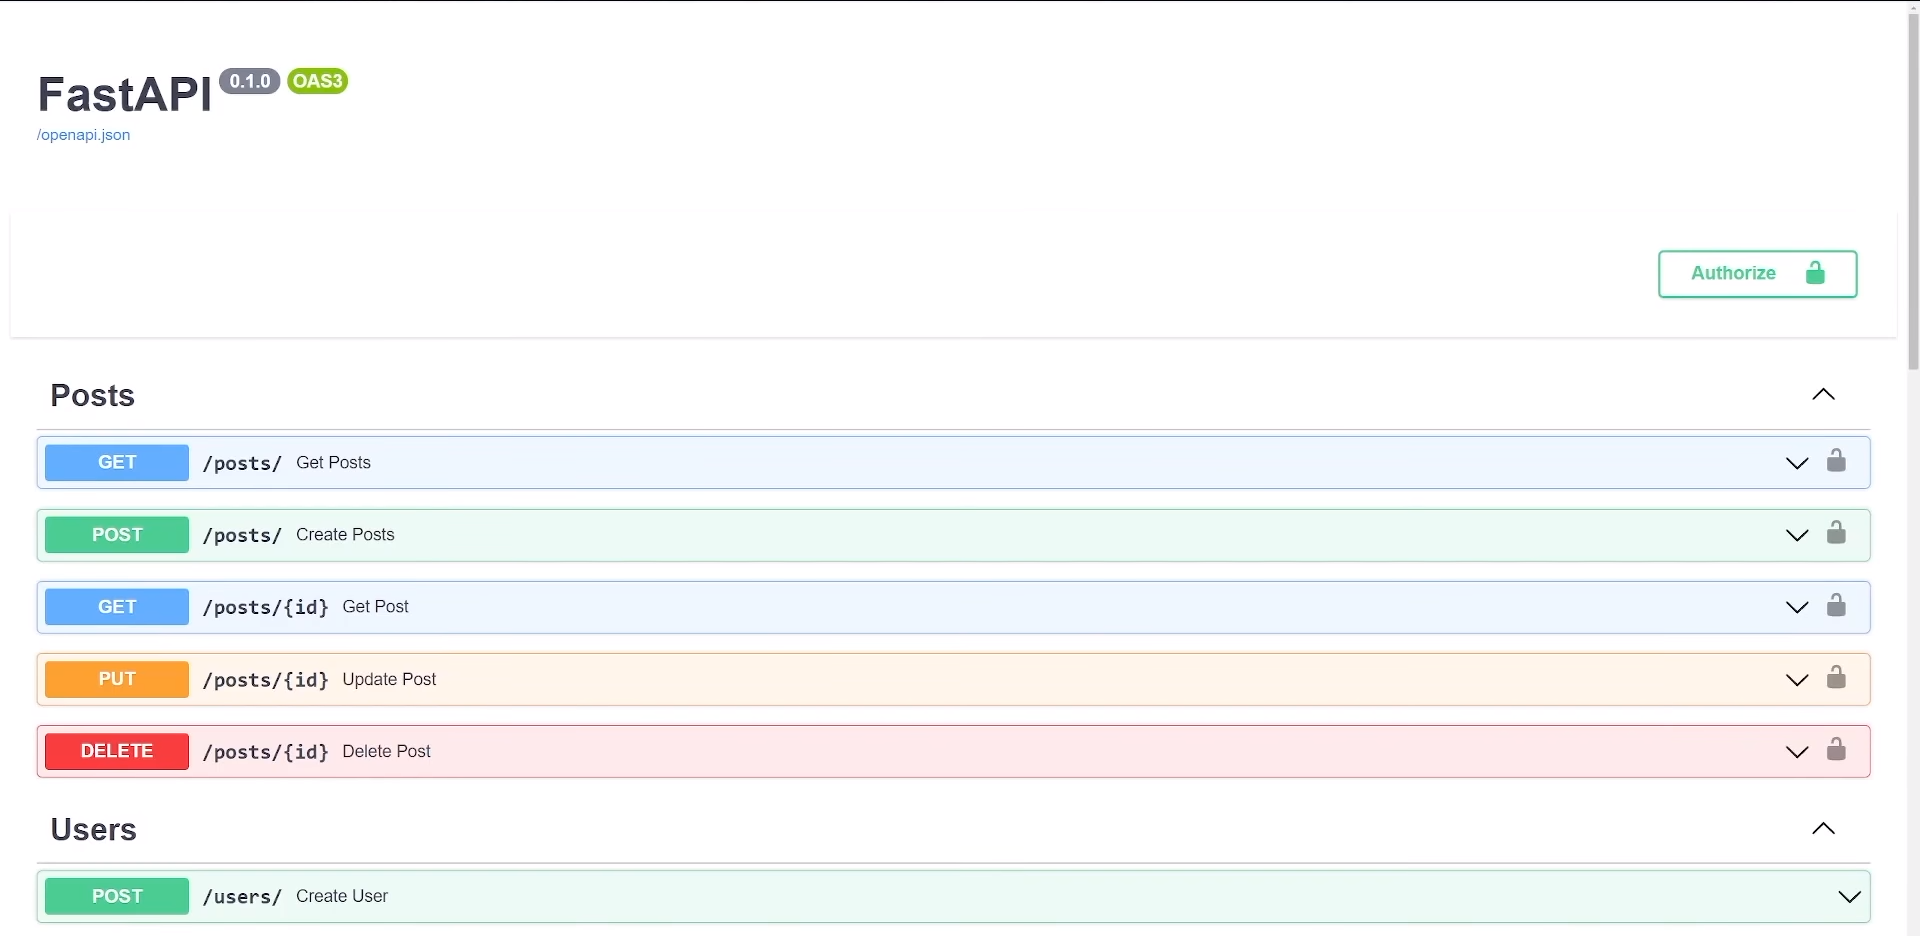 FastAPI 0.1.0 OAS3
/openapi.json
Authorize
Posts
GET /posts/ Get Posts
POST /posts/ Create Posts
GET /posts/{id} Get Post
PUT /posts/{id} Update Post
DELETE /posts/{id} Delete Post
Users
POST /users/ Create User